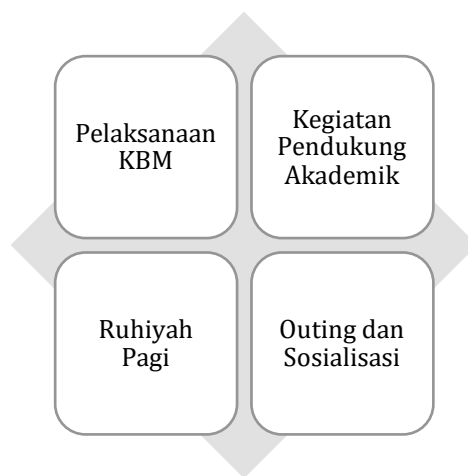 Pelaksanaan
KBM
Kegiatan
Pendukung
Akademik
Ruhiyah
Pagi
Outing dan
Sosialisasi